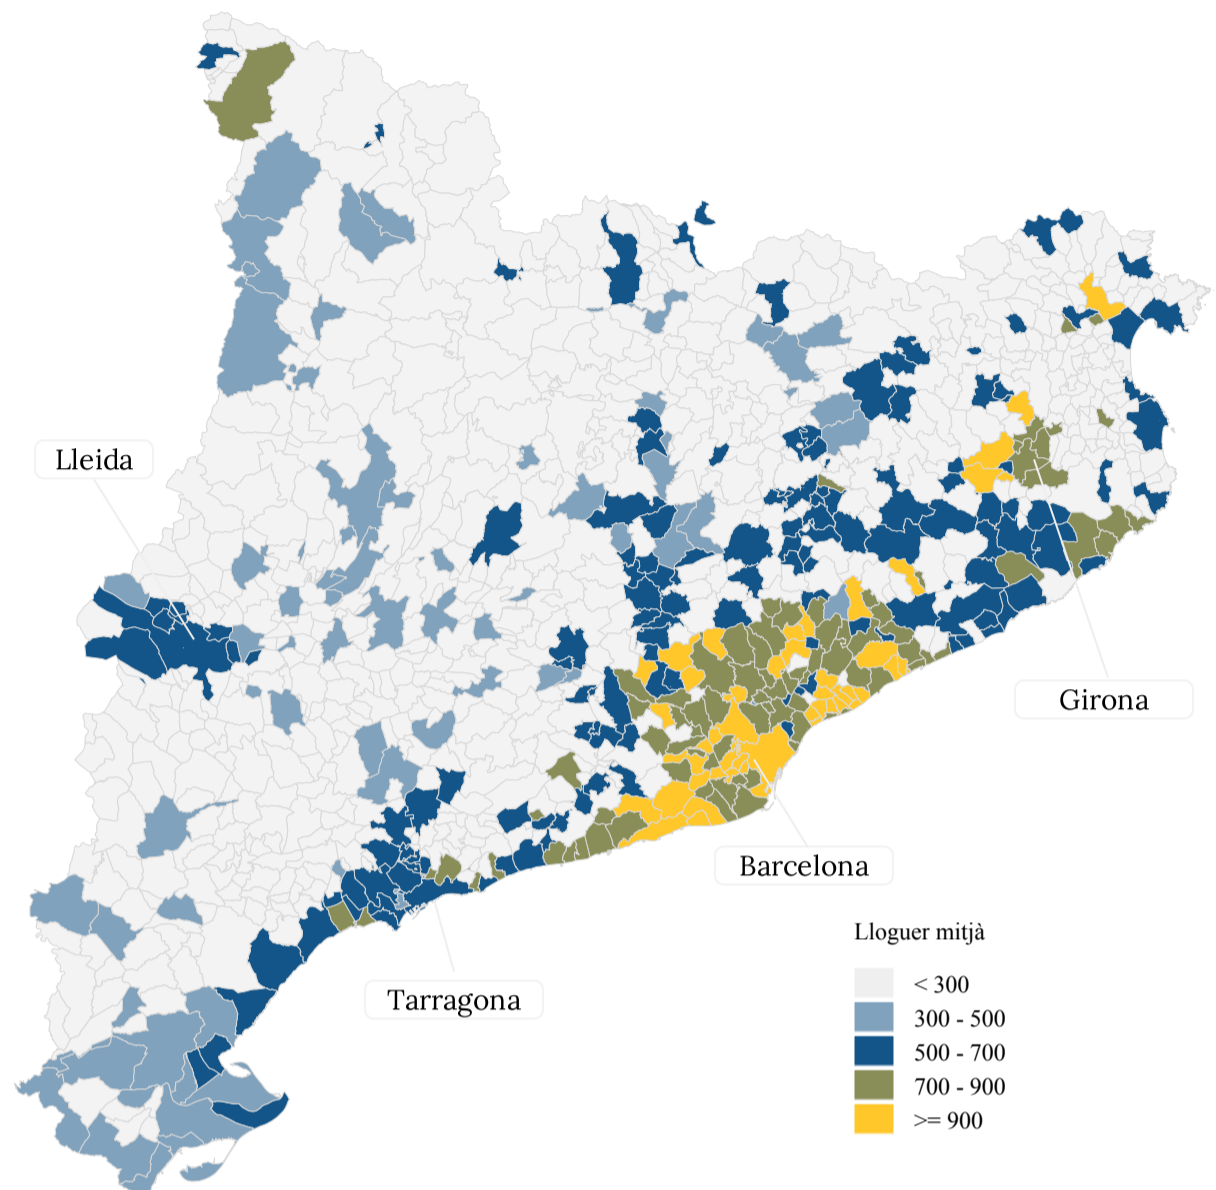 Lleida
Girona
Barcelona
Tarragona
Lloguer mitjà
< 300
300 - 500
500 - 700
700 - 900
>= 900